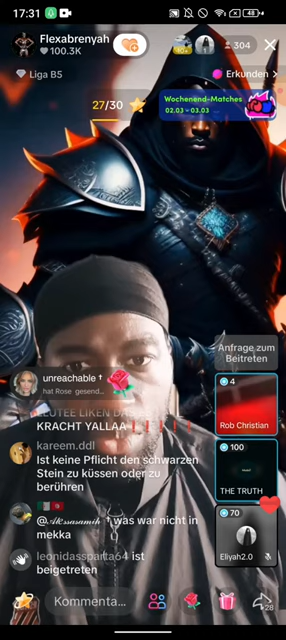 17:31
48
Flexabrenyah
100.3K
304
Liga B5
Erkunden
27/30
Wochenend-Matches
02.03 – 03.03
Anfrage zum
Beitreten
unreachable †
hat Rose gesend...
4
Rob Christian
KRACHT YALLAA
kareem.ddl
Ist keine Pflicht den schwarzen
Stein zu küssen oder zu
berühren
100
THE TRUTH
was war nicht in
mekka
70
Eliyah2.0
leonidassparta64 ist
beigetreten
Kommenta...
28